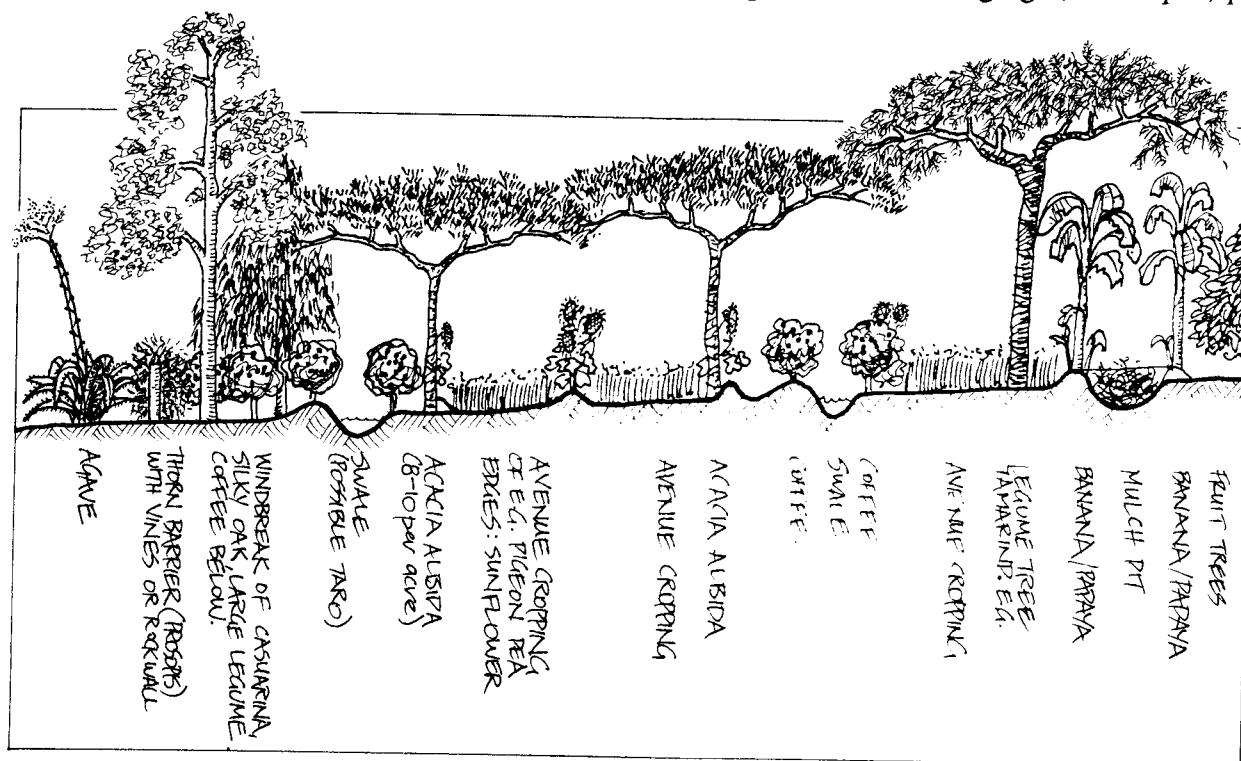 AGAVE
THORN BARRIER (PROSOPIS)
WITH VINES OR ROCKWALL
WINDBREAK OF CASUARINA,
SILKY OAK, LARGE LEGUME
COFFEE BELOW.
SWALE
(POSSIBLE TARO)
ACACIA ALBIDA
(8-10 per acre)
AVENUE CROPPING
OF E.G. PIGEON PEA
EDGES: SUNFLOWER
AVENUE CROPPING
ACACIA ALBIDA
COFFE.
SWALE
COFFEE
AVENUE CROPPING
LEGUME TREE
TAMARIND. E.G.
BANANA/PAPAYA
MULCH PIT
BANANA/PAPAYA
FRUIT TREES